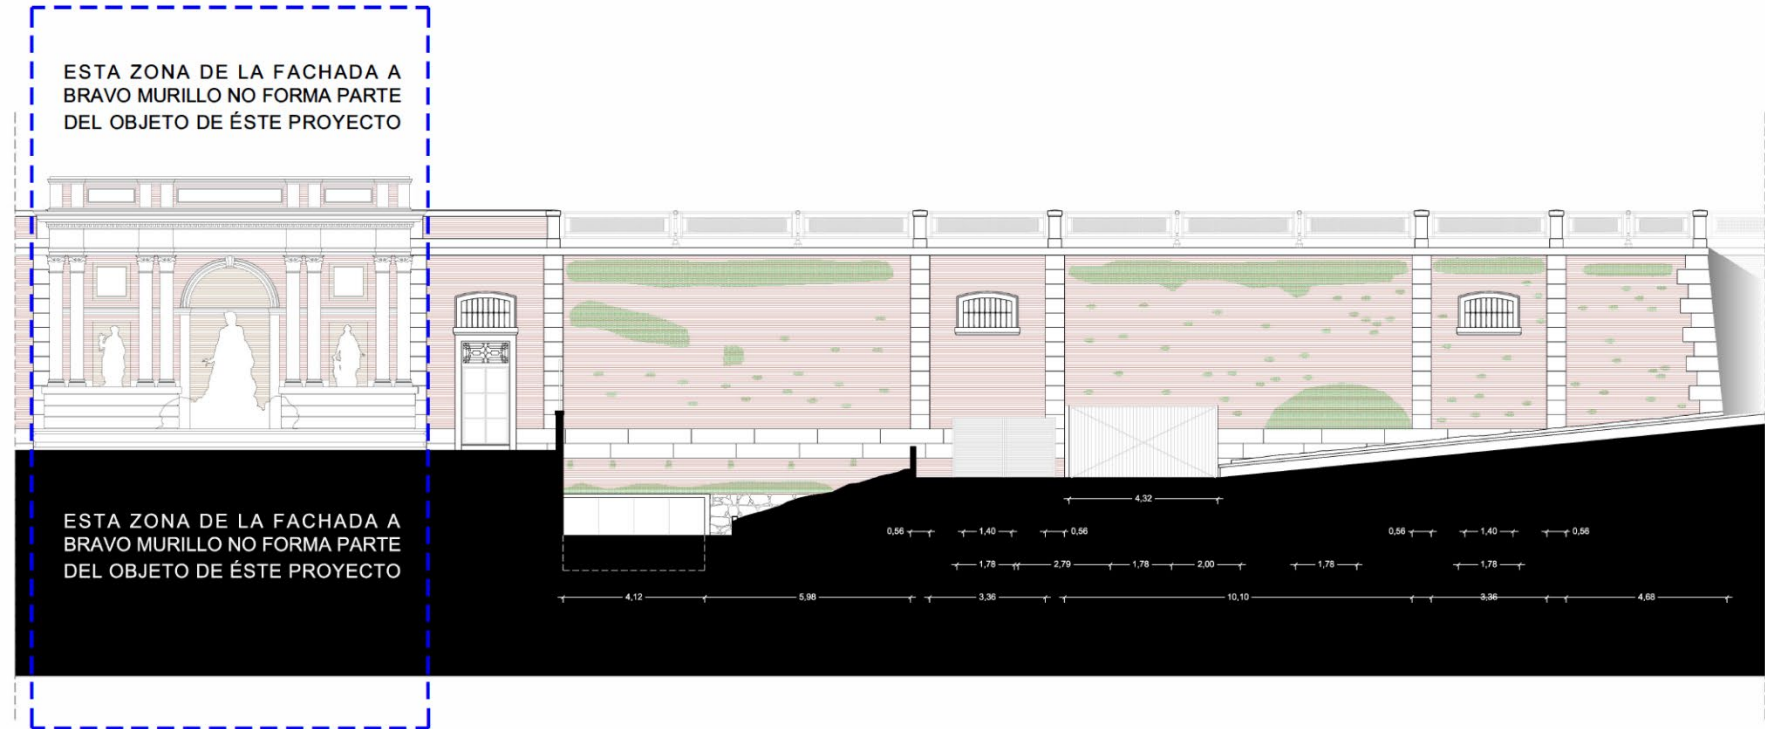 ESTA ZONA DE LA FACHADA A
BRAVO MURILLO NO FORMA PARTE
DEL OBJETO DE ÉSTE PROYECTO
ESTA ZONA DE LA FACHADA A
BRAVO MURILLO NO FORMA PARTE
DEL OBJETO DE ÉSTE PROYECTO
4,32
0,56 1,40 0,56 0,56 1,40 0,56
1,78 2,79 1,78 2,00 1,78 1,78
4,12 5,98 3,36 10,10 3,36 4,68